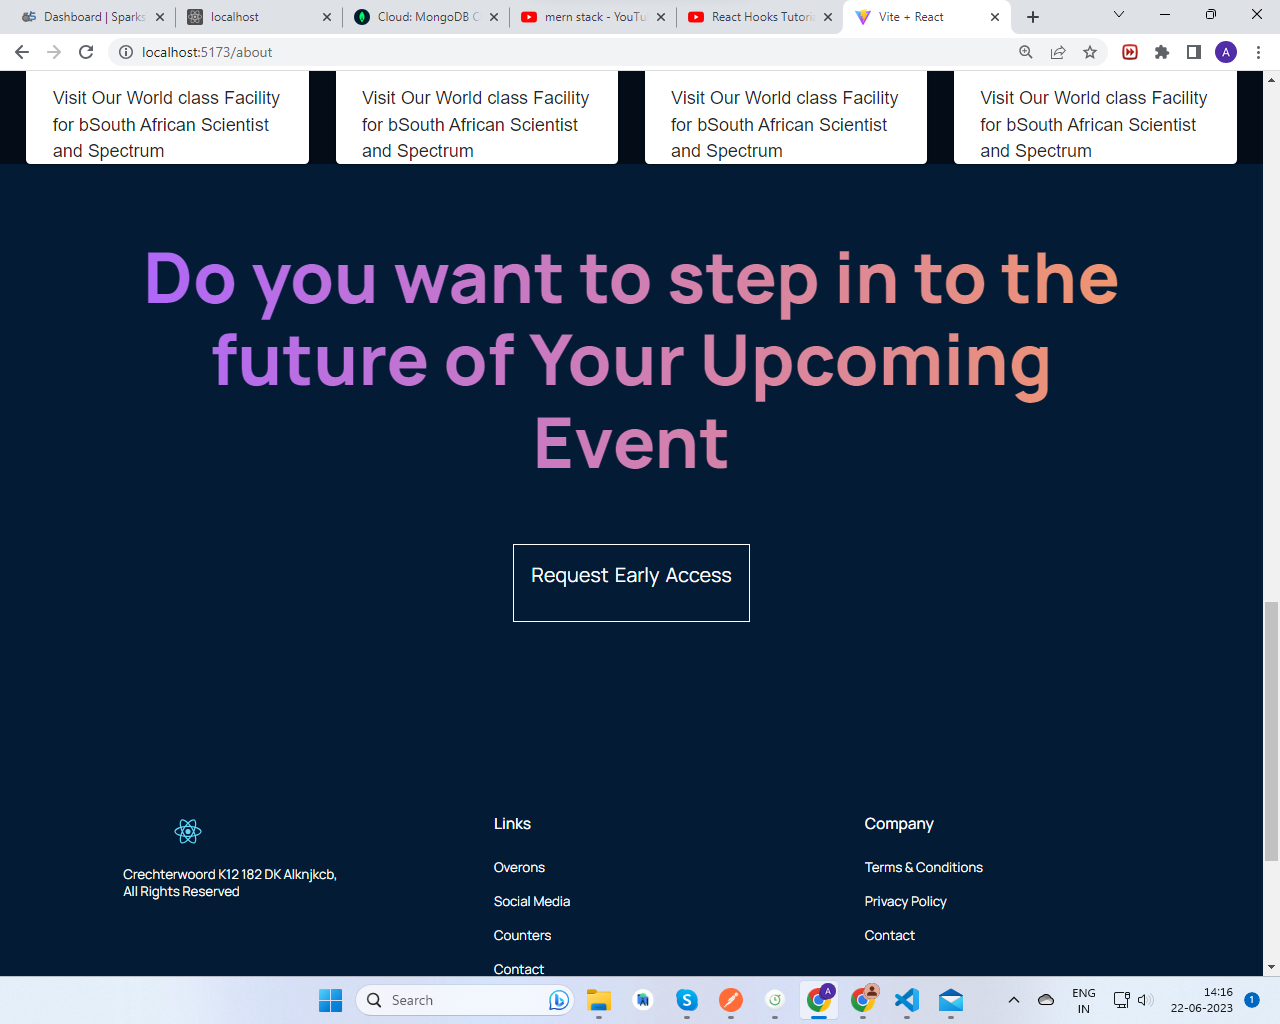 Dashboard | Sparks
localhost
Cloud: MongoDB C
mern stack - YouTu
React Hooks Tutoria
Vite + React
localhost:5173/about
A
Visit Our World class Facility
for bSouth African Scientist
and Spectrum
Visit Our World class Facility
for bSouth African Scientist
and Spectrum
Visit Our World class Facility
for bSouth African Scientist
and Spectrum
Visit Our World class Facility
for bSouth African Scientist
and Spectrum
Do you want to step in to the
future of Your Upcoming
Event
Request Early Access
Crechterwoord K12 182 DK Alknjkcb,
All Rights Reserved
Links
Overons
Social Media
Counters
Contact
Company
Terms & Conditions
Privacy Policy
Contact
Search
A
ENG
IN
14:16
22-06-2023
1